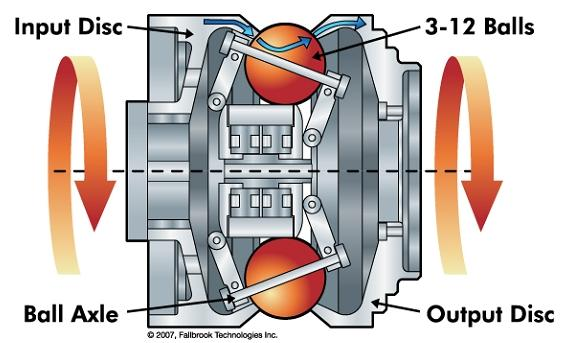 Input Disc
3-12 Balls
Ball Axle
Output Disc
© 2007, Fallbrook Technologies Inc.